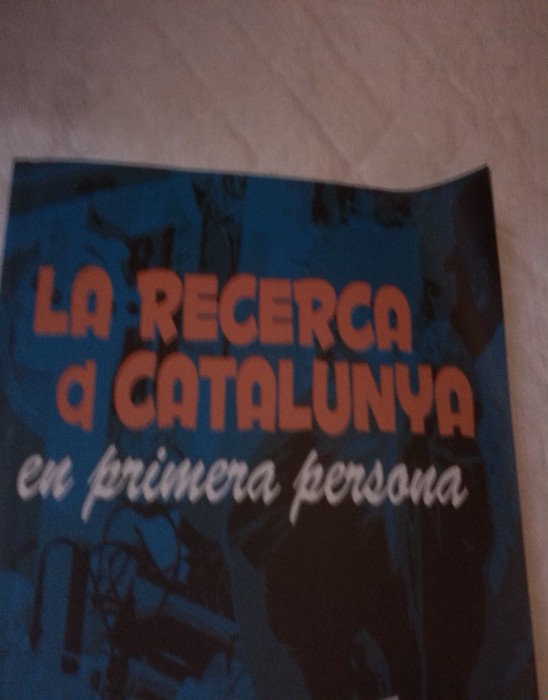 LA RECERCA
a CATALUNYA
en primera persona